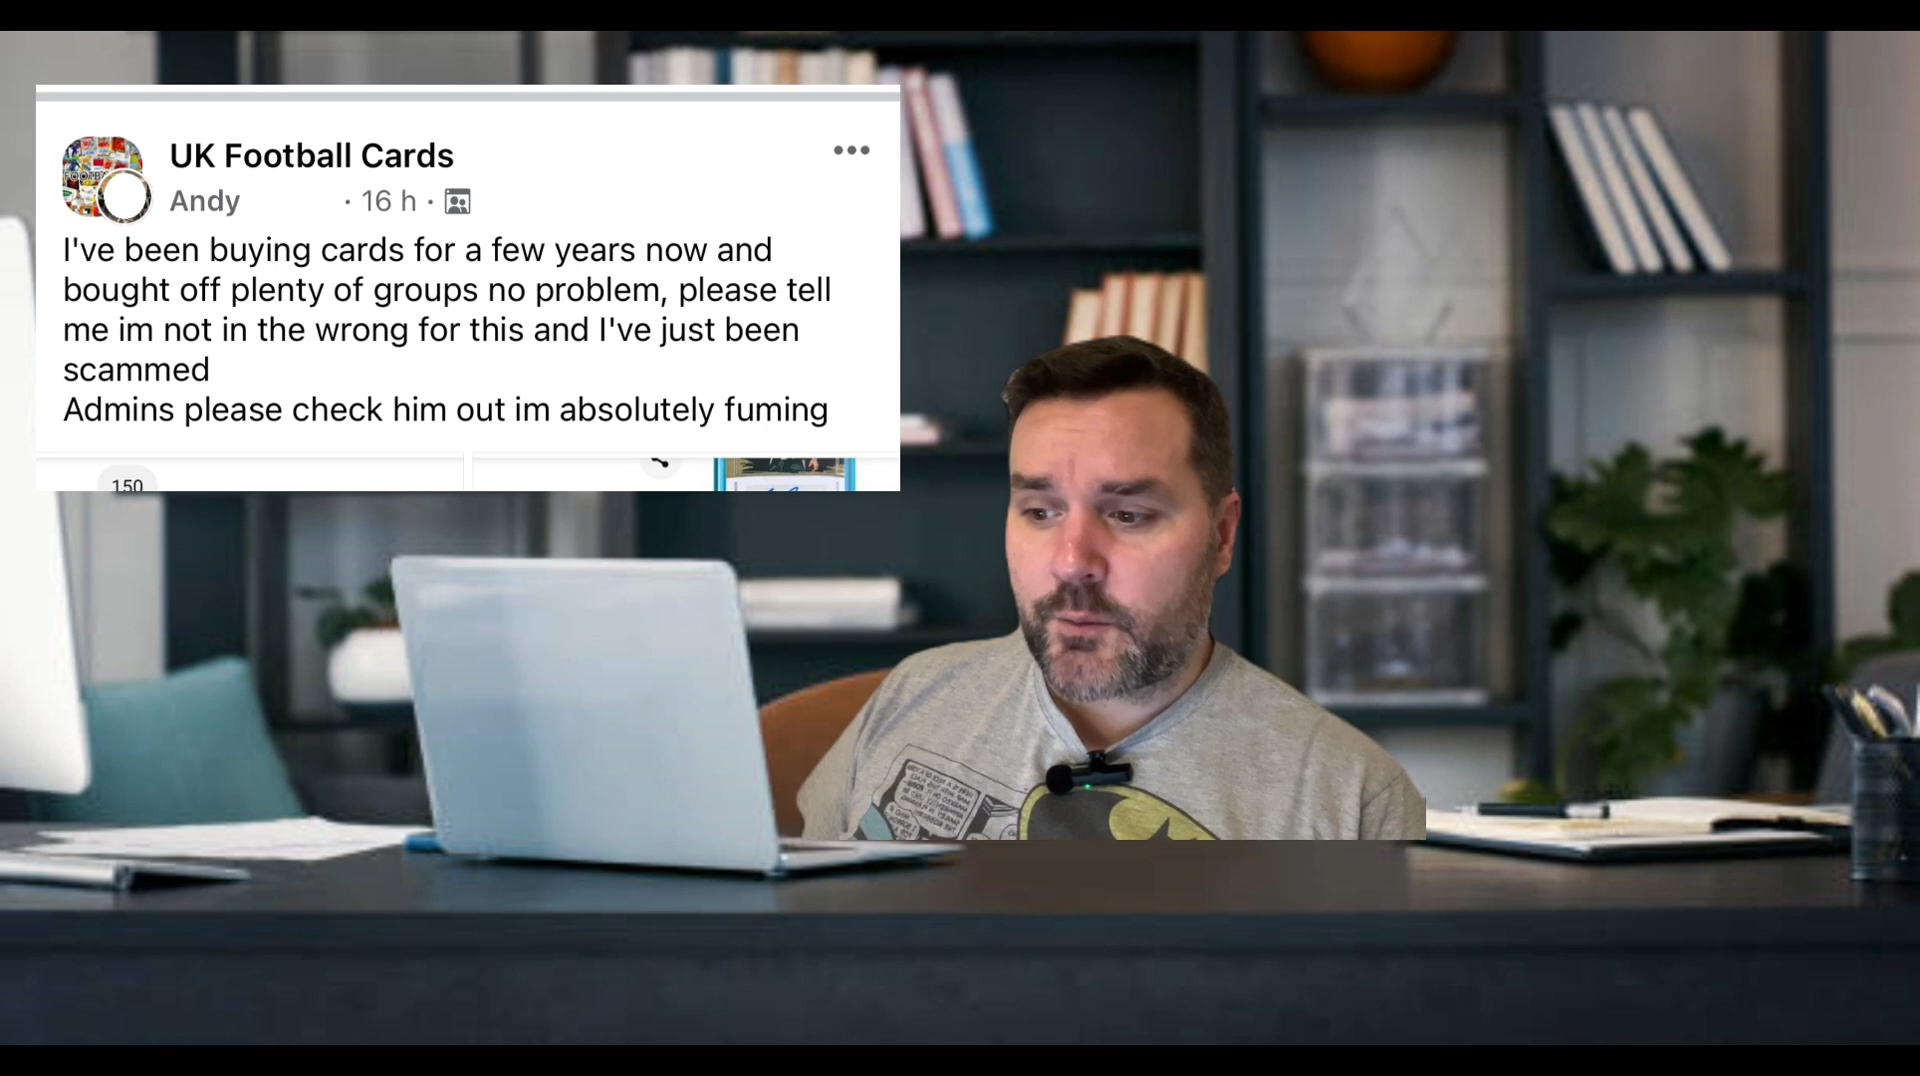 UK Football Cards
Andy · 16 h ·
I've been buying cards for a few years now and
bought off plenty of groups no problem, please tell
me im not in the wrong for this and I've just been
scammed
Admins please check him out im absolutely fuming
150